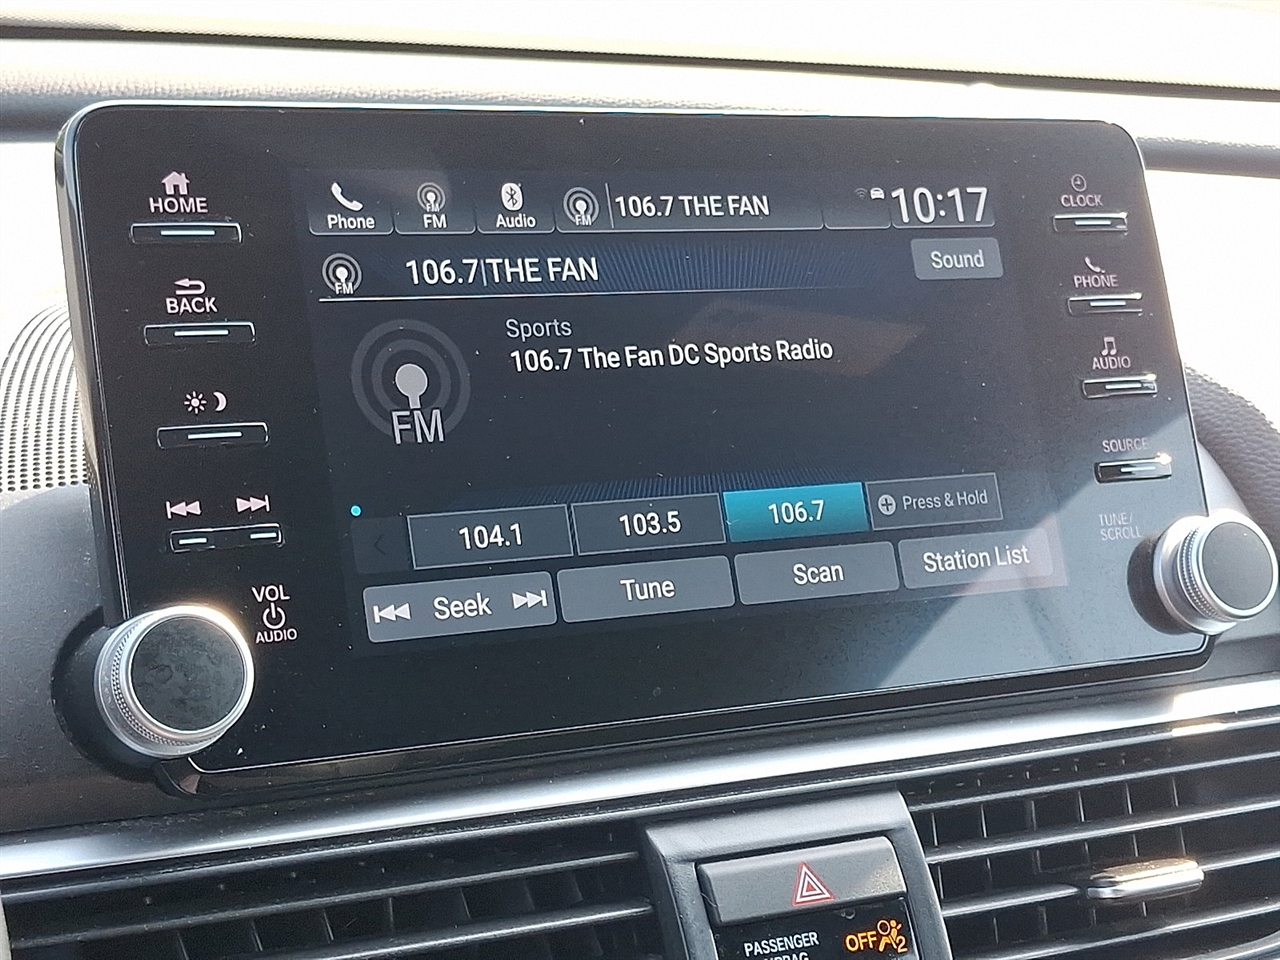 HOME
BACK
VOL
AUDIO
Phone
FM
Audio
FM
106.7 THE FAN
10:17
FM
106.7|THE FAN
Sound
Sports
106.7 The Fan DC Sports Radio
FM
104.1
103.5
106.7
Press & Hold
Seek
Tune
Scan
Station List
CLOCK
PHONE
AUDIO
SOURCE
TUNE/
SCROLL
PASSENGER
OFF 2